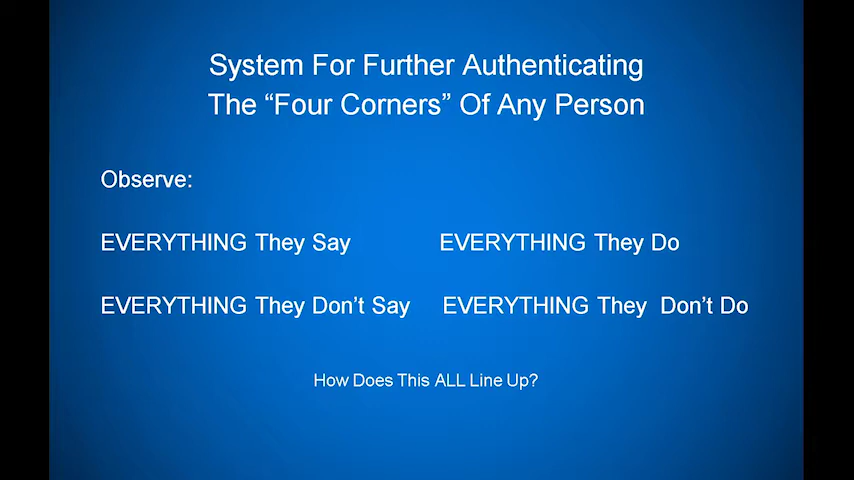 System For Further Authenticating
The “Four Corners” Of Any Person
Observe:
EVERYTHING They Say EVERYTHING They Do
EVERYTHING They Don’t Say EVERYTHING They Don’t Do
How Does This ALL Line Up?